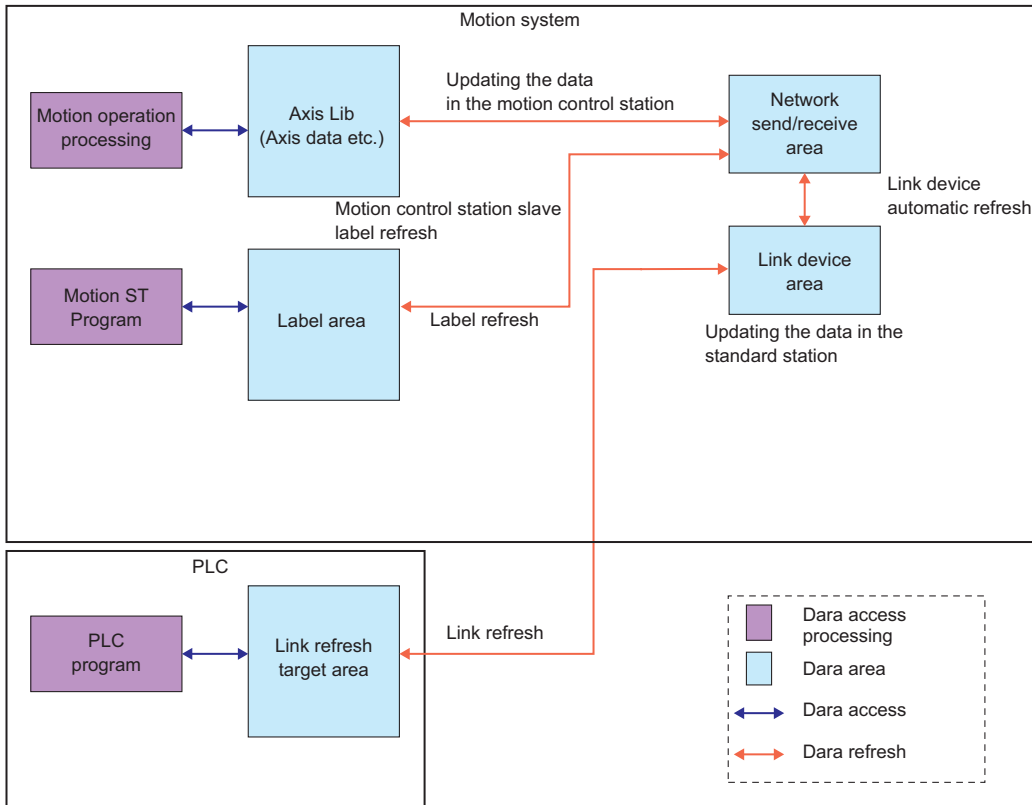 Motion system
Motion operation
processing
Axis Lib
(Axis data etc.)
Updating the data
in the motion control station
Network
send/receive
area
Motion control station slave
label refresh
Link device
automatic refresh
Motion ST
Program
Label area
Label refresh
Link device
area
Updating the data in the
standard station
PLC
PLC
program
Link refresh
target area
Link refresh
Dara access
processing
Dara area
Dara access
Dara refresh